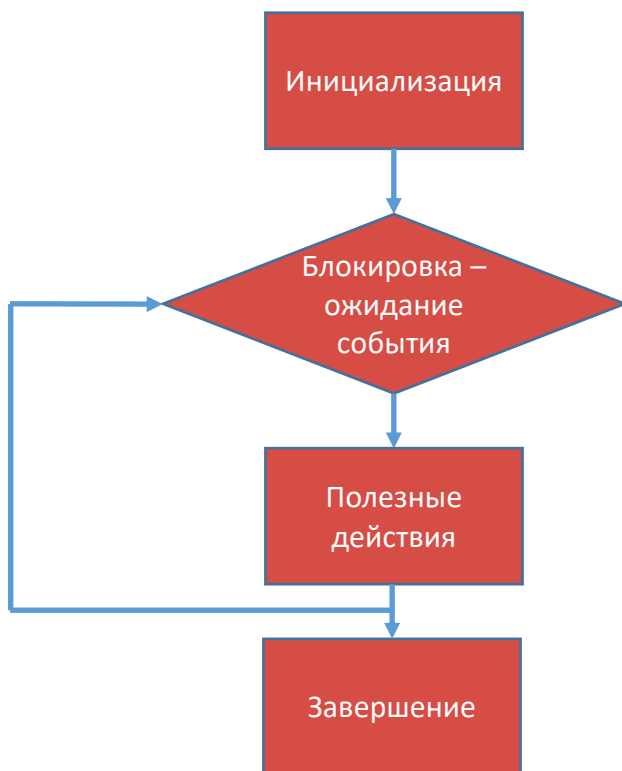 Инициализация
Блокировка –
ожидание
события
Полезные
действия
Завершение